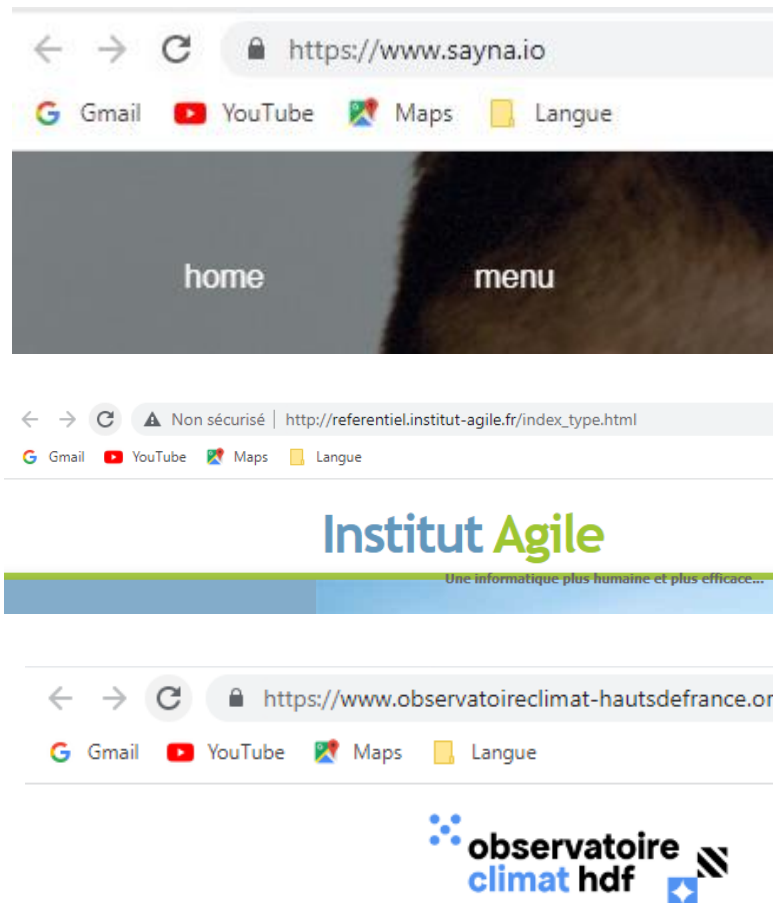 https://www.sayna.io
Gmail YouTube Maps Langue
home menu
Non sécurisé | http://referentiel.institut-agile.fr/index_type.html
Gmail YouTube Maps Langue
Institut Agile
Une informatique plus humaine et plus efficace...
https://www.observatoireclimat-hautsdefrance.or
Gmail YouTube Maps Langue
observatoire
climat hdf